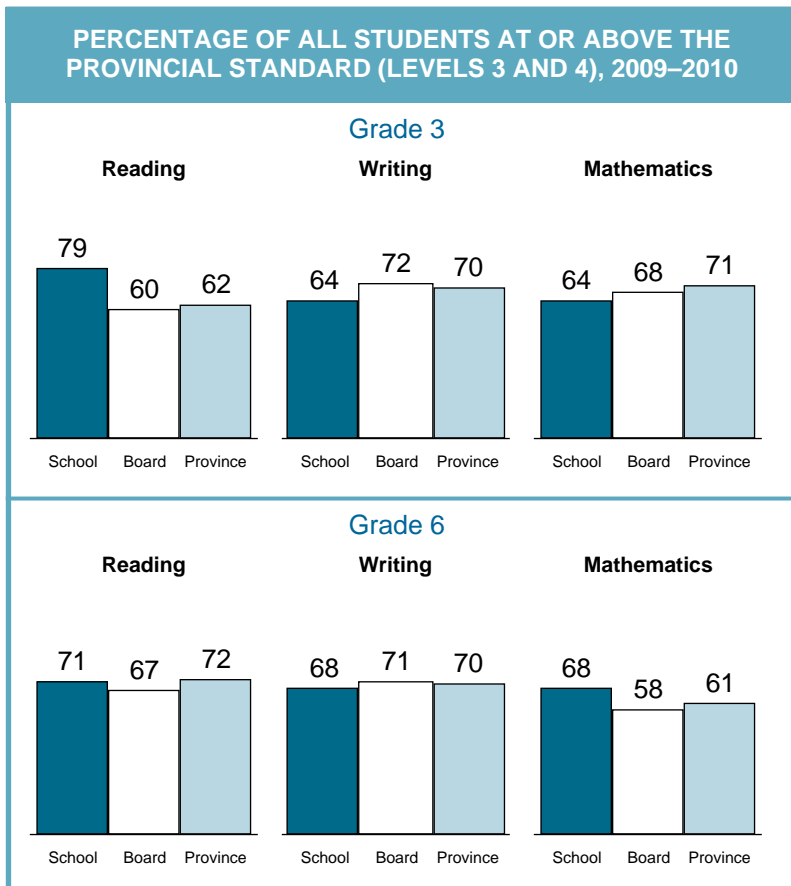 PERCENTAGE OF ALL STUDENTS AT OR ABOVE THE
PROVINCIAL STANDARD (LEVELS 3 AND 4), 2009–2010
Grade 3
Reading Writing Mathematics
79 60 62 64 72 70 64 68 71
School Board Province School Board Province School Board Province
Grade 6
Reading Writing Mathematics
71 67 72 68 71 70 68 58 61
School Board Province School Board Province School Board Province